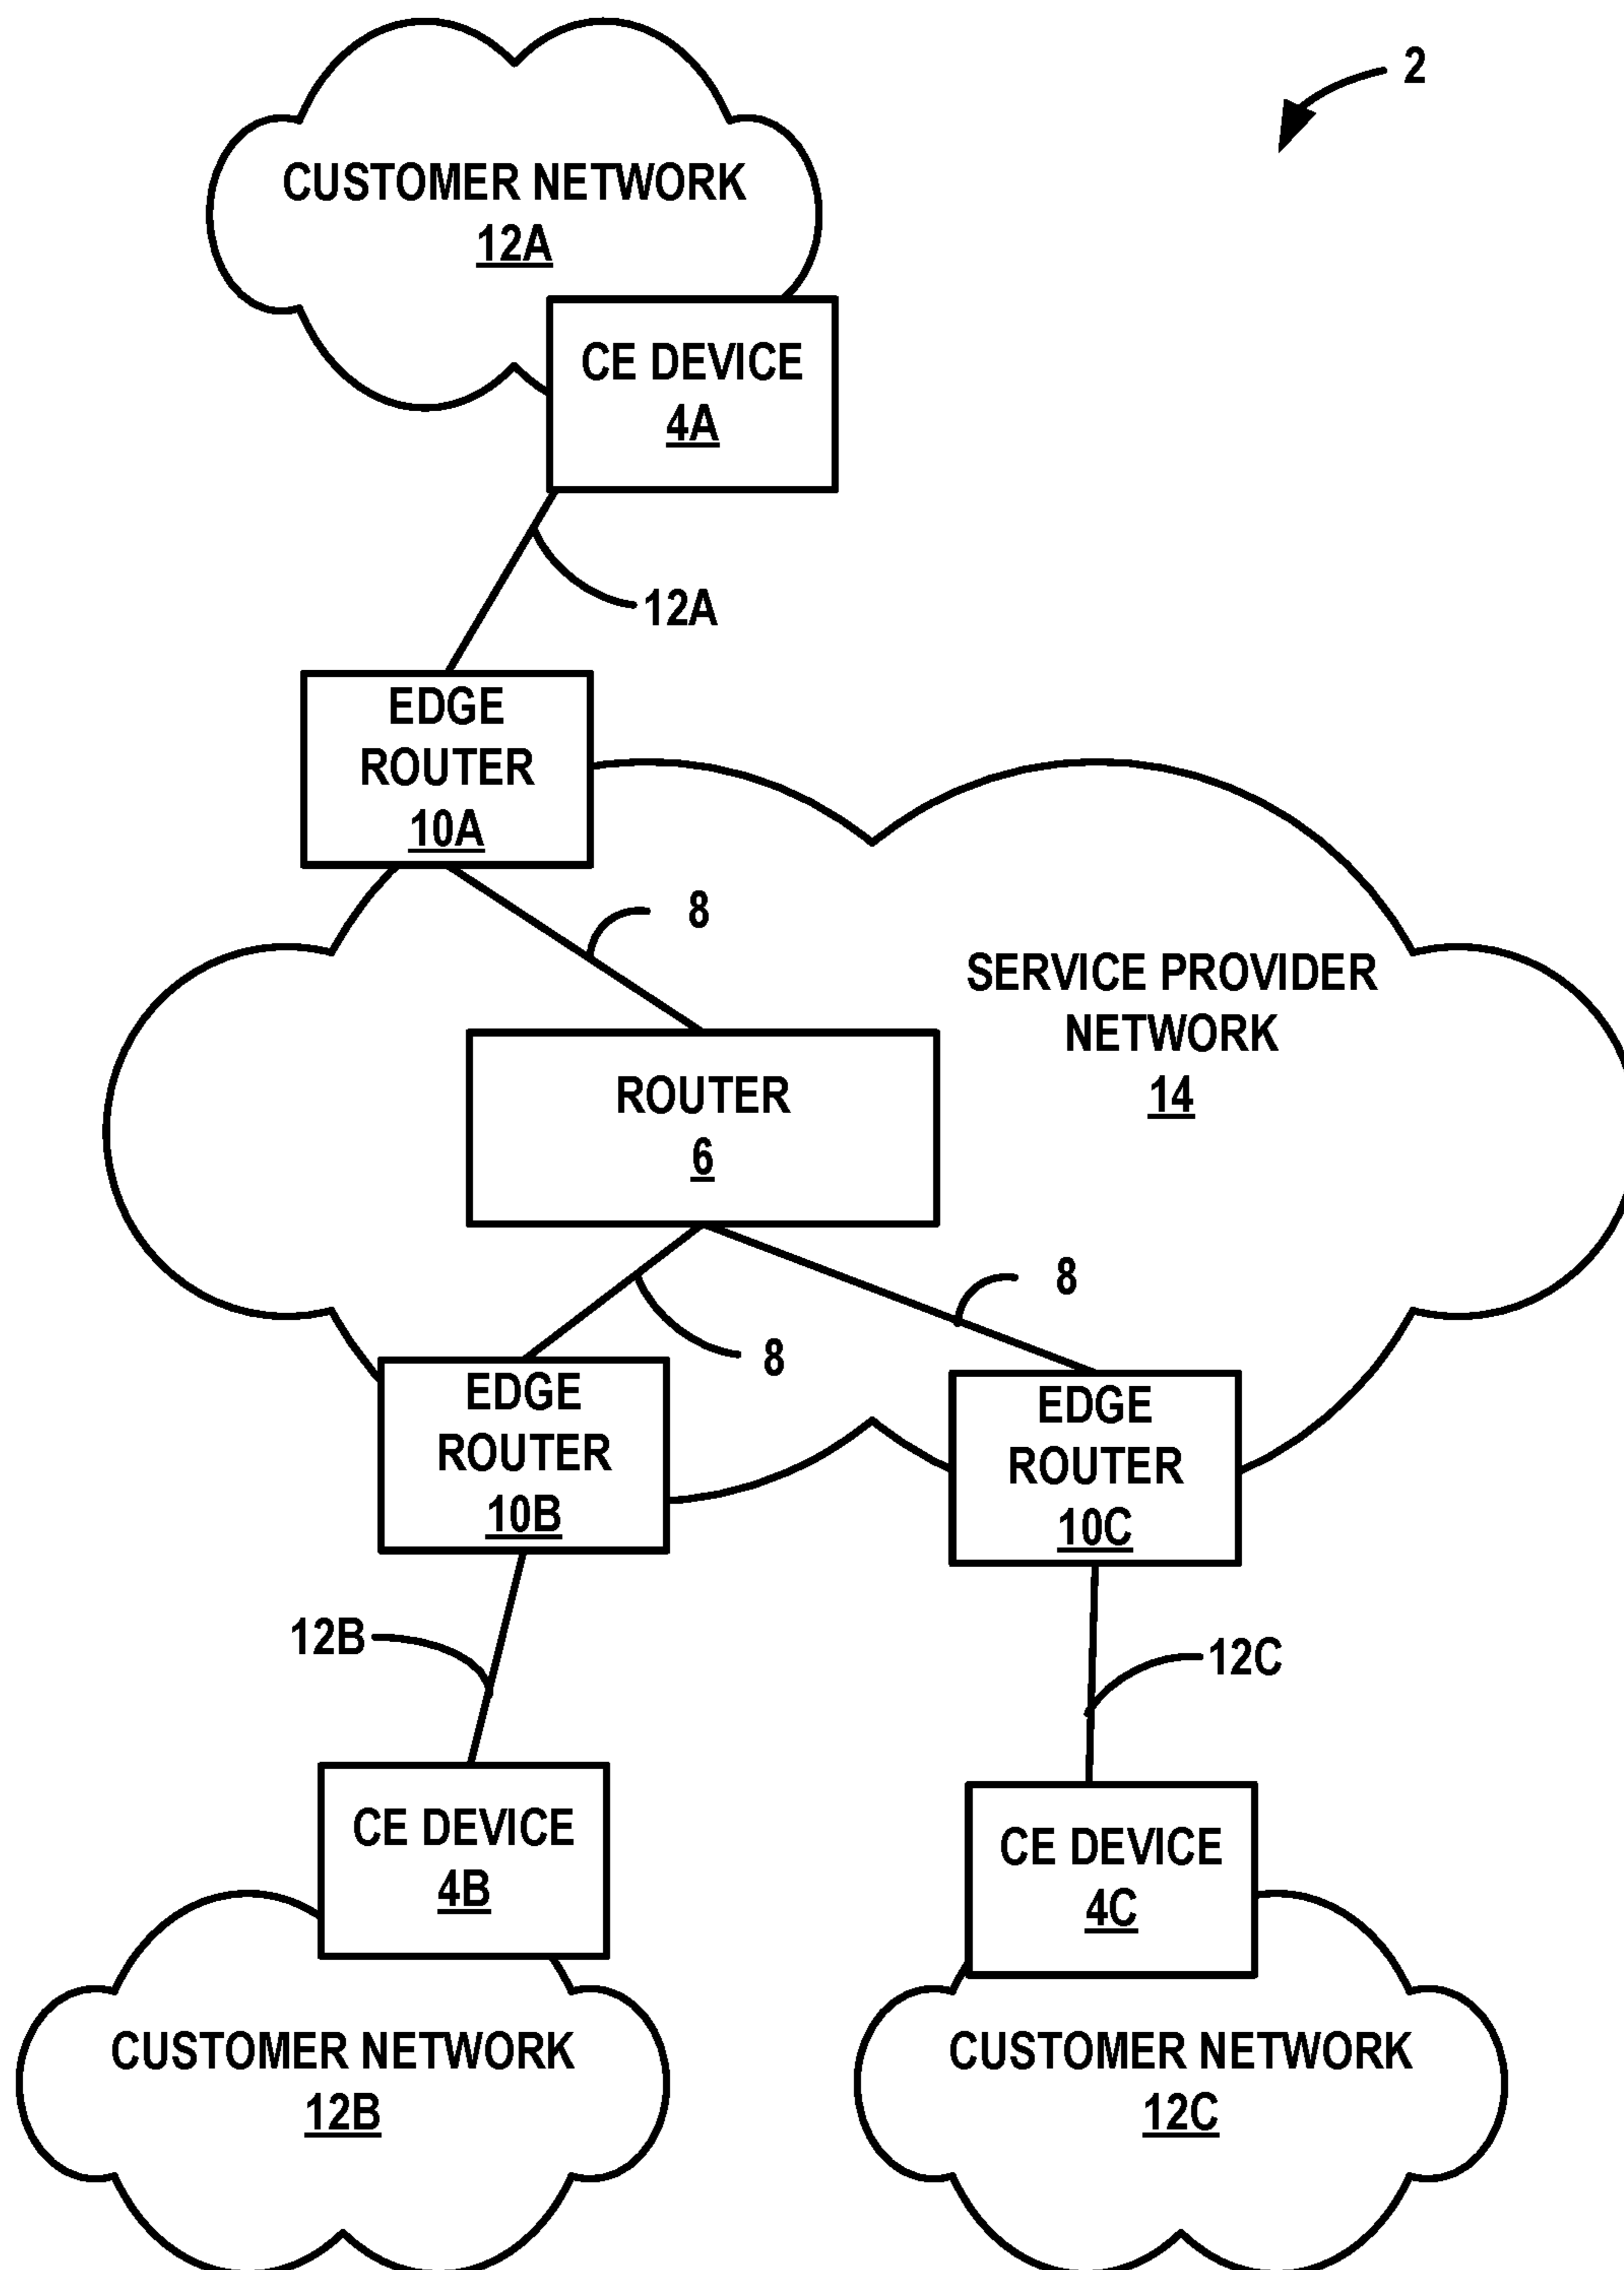 2
CUSTOMER NETWORK
12A
CE DEVICE
4A
12A
EDGE
ROUTER
10A
8
SERVICE PROVIDER
NETWORK
14
ROUTER
6
8
8
EDGE
ROUTER
10B
EDGE
ROUTER
10C
12B
12C
CE DEVICE
4B
CE DEVICE
4C
CUSTOMER NETWORK
12B
CUSTOMER NETWORK
12C